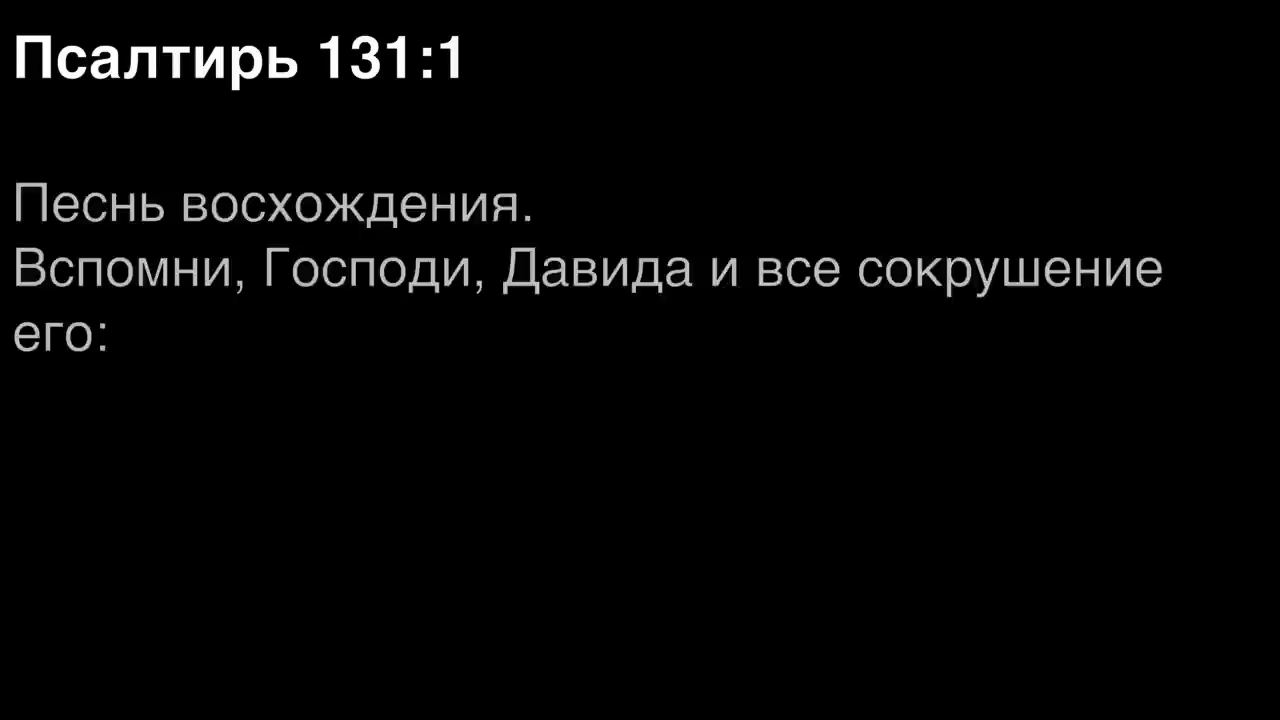 Псалтирь 131:1
Песнь восхождения.
Вспомни, Господи, Давида и все сокрушение
его: